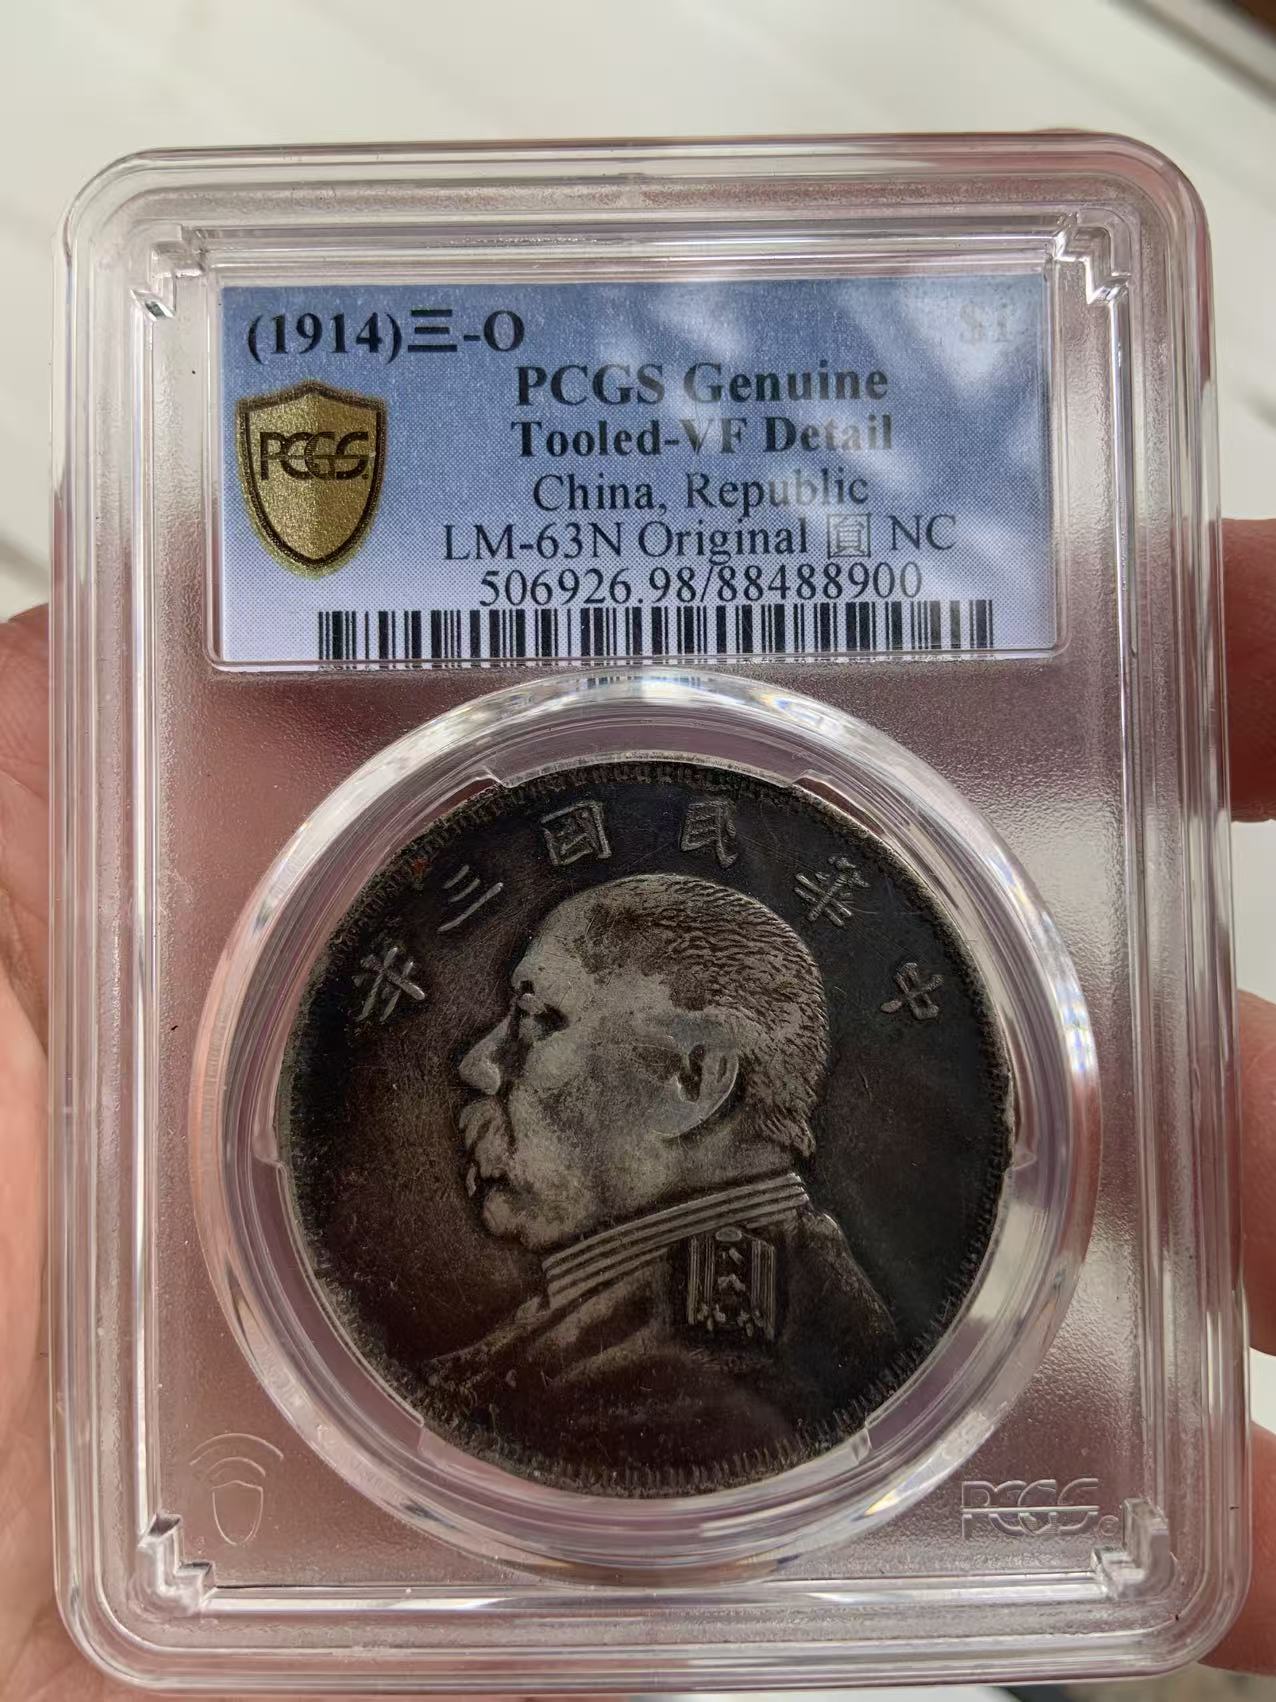 (1914)三-O
$1
PCGS Genuine
PCGS
Tooled-VF Detail
China, Republic
LM-63N Original 圓 NC
506926.98/88488900
年三國民華中
PCGS